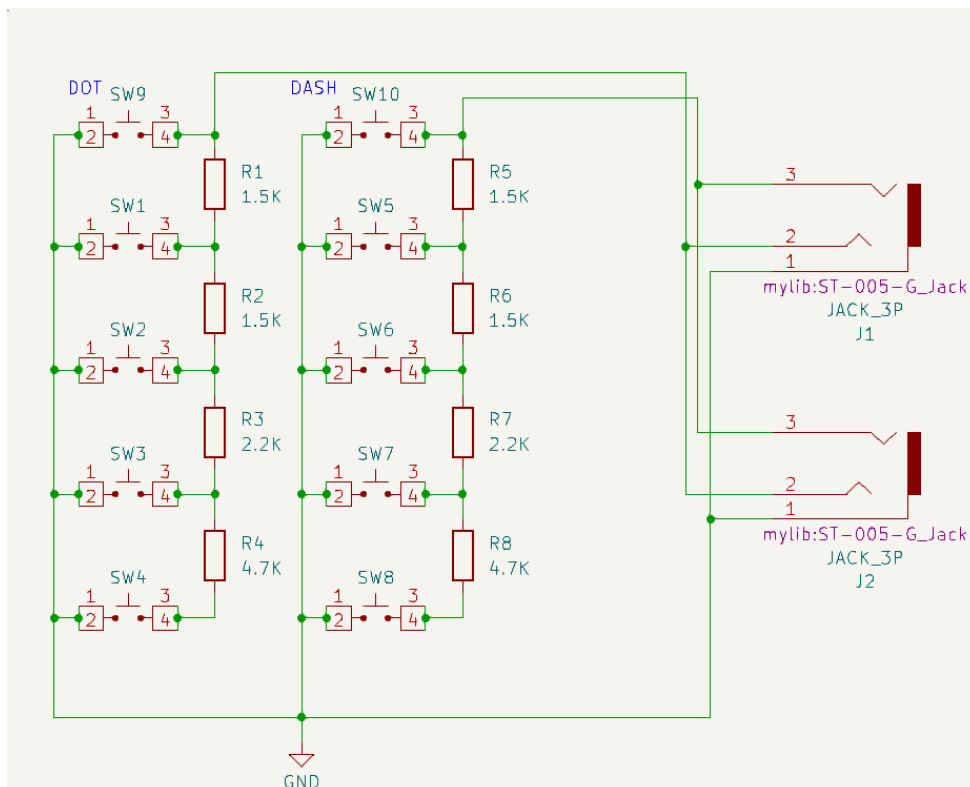 DOT
SW9
1 3
2 4
DASH
SW10
1 3
2 4
R1
1.5K
R5
1.5K
SW1
1 3
2 4
SW5
1 3
2 4
R2
1.5K
R6
1.5K
SW2
1 3
2 4
SW6
1 3
2 4
R3
2.2K
R7
2.2K
SW3
1 3
2 4
SW7
1 3
2 4
R4
4.7K
R8
4.7K
SW4
1 3
2 4
SW8
1 3
2 4
3
2
1
mylib:ST-005-G_Jack
JACK_3P
J1
3
2
1
mylib:ST-005-G_Jack
JACK_3P
J2
GND